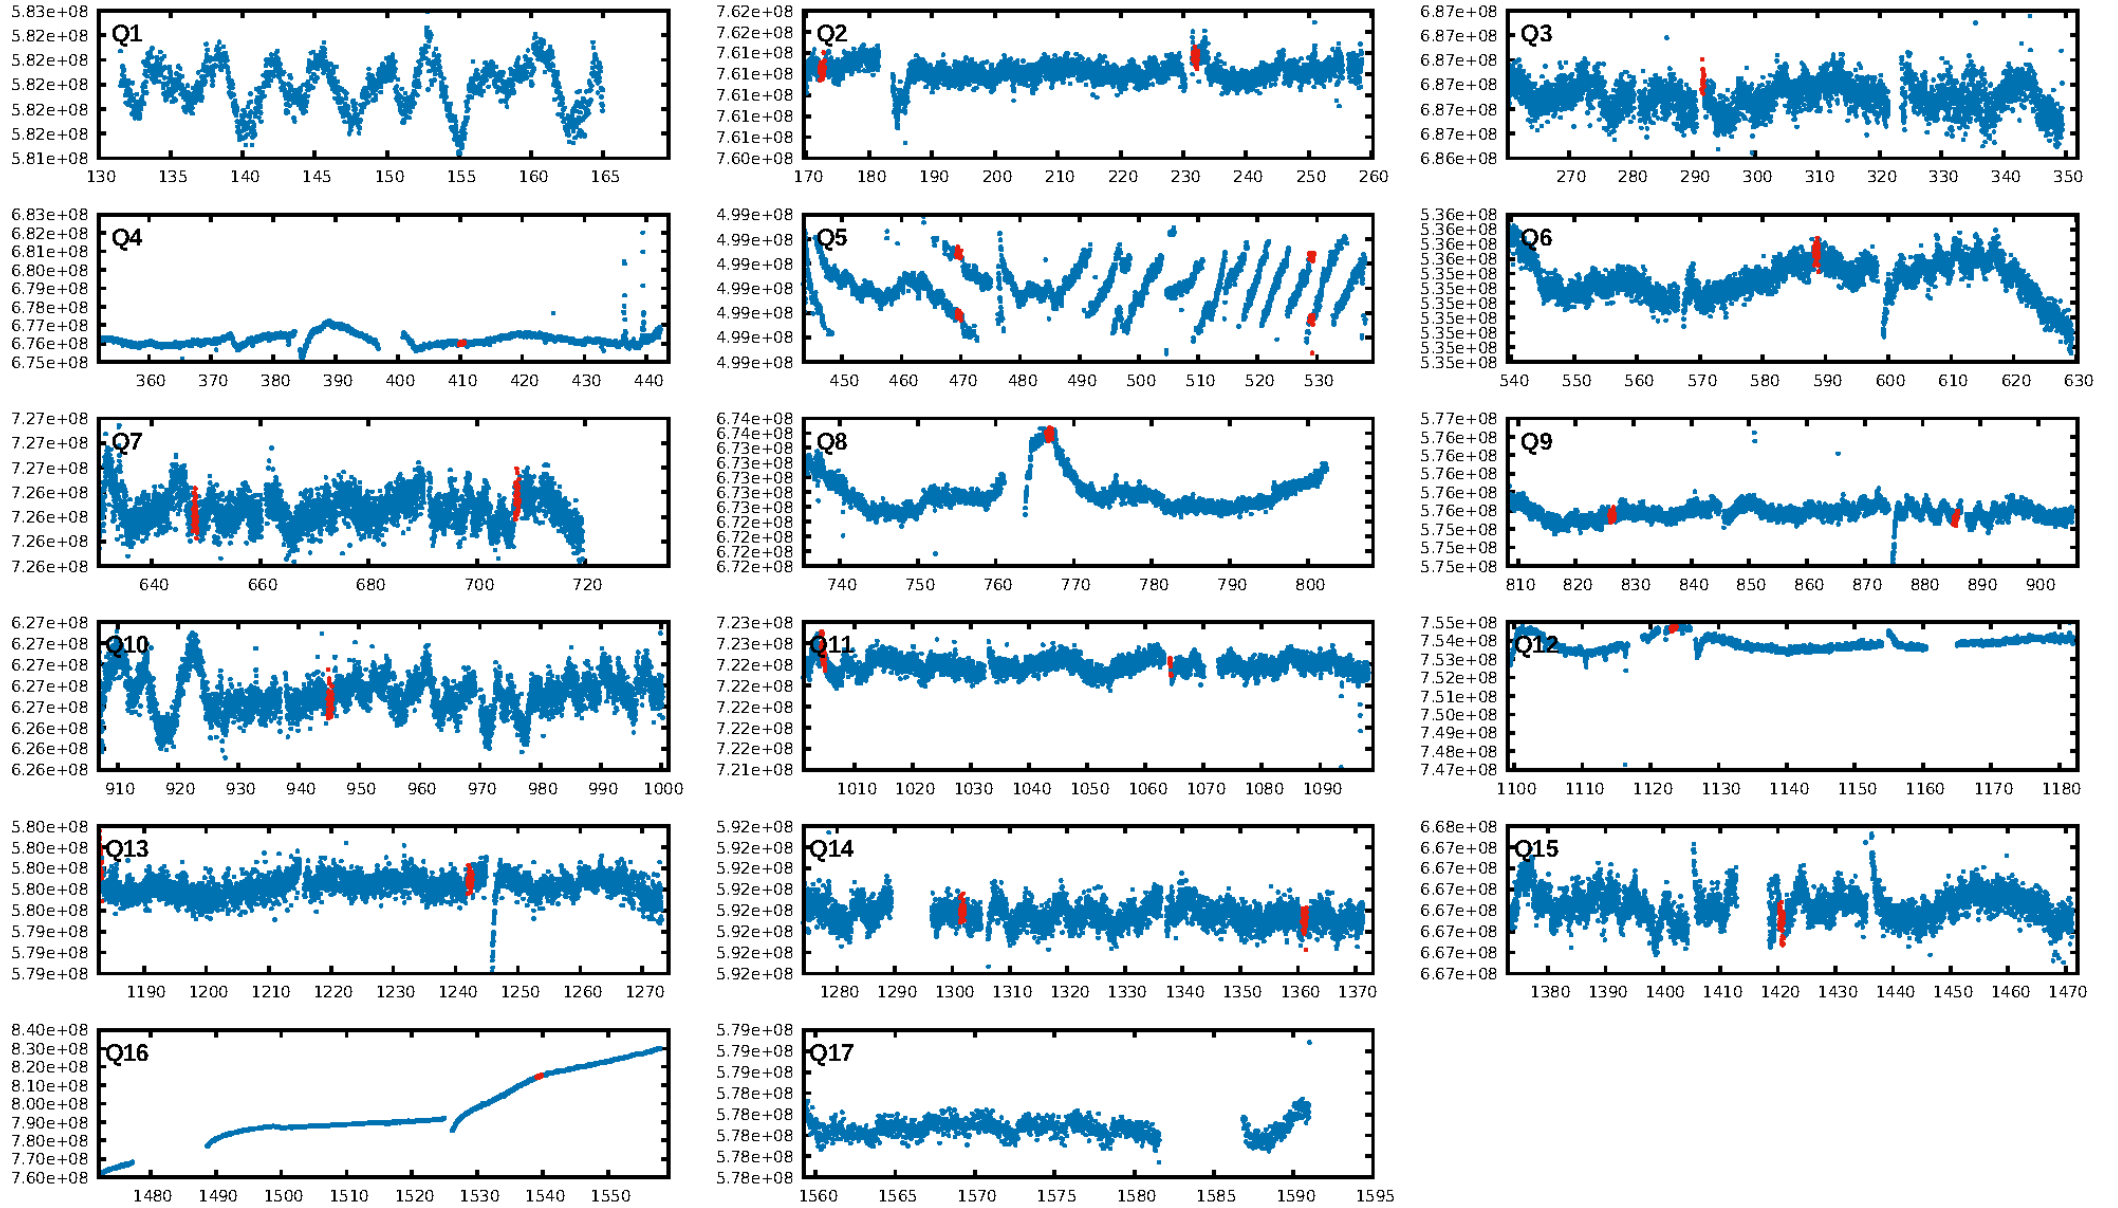 5.83e+08
5.82e+08
5.82e+08
5.82e+08
5.82e+08
5.82e+08
5.81e+08
Q1
130 135 140 145 150 155 160 165
7.62e+08
7.62e+08
7.61e+08
7.61e+08
7.61e+08
7.61e+08
7.61e+08
7.60e+08
Q2
170 180 190 200 210 220 230 240 250 260
6.87e+08
6.87e+08
6.87e+08
6.87e+08
6.87e+08
6.87e+08
6.86e+08
Q3
270 280 290 300 310 320 330 340 350
6.83e+08
6.82e+08
6.81e+08
6.80e+08
6.79e+08
6.78e+08
6.77e+08
6.76e+08
6.75e+08
Q4
360 370 380 390 400 410 420 430 440
4.99e+08
4.99e+08
4.99e+08
4.99e+08
4.99e+08
4.99e+08
4.99e+08
Q5
450 460 470 480 490 500 510 520 530
5.36e+08
5.36e+08
5.36e+08
5.35e+08
5.35e+08
5.35e+08
5.35e+08
5.35e+08
5.35e+08
5.35e+08
5.35e+08
Q6
540 550 560 570 580 590 600 610 620 630
7.27e+08
7.27e+08
7.27e+08
7.26e+08
7.26e+08
7.26e+08
7.26e+08
Q7
640 660 680 700 720
6.74e+08
6.74e+08
6.73e+08
6.73e+08
6.73e+08
6.73e+08
6.73e+08
6.72e+08
6.72e+08
6.72e+08
6.72e+08
Q8
740 750 760 770 780 790 800
5.77e+08
5.76e+08
5.76e+08
5.76e+08
5.76e+08
5.76e+08
5.75e+08
5.75e+08
5.75e+08
Q9
810 820 830 840 850 860 870 880 890 900
6.27e+08
6.27e+08
6.27e+08
6.27e+08
6.27e+08
6.26e+08
6.26e+08
6.26e+08
Q10
910 920 930 940 950 960 970 980 990 1000
7.23e+08
7.23e+08
7.22e+08
7.22e+08
7.22e+08
7.22e+08
7.22e+08
7.21e+08
Q11
1010 1020 1030 1040 1050 1060 1070 1080 1090
7.55e+08
7.54e+08
7.53e+08
7.52e+08
7.51e+08
7.50e+08
7.49e+08
7.48e+08
7.47e+08
Q12
1100 1110 1120 1130 1140 1150 1160 1170 1180
5.80e+08
5.80e+08
5.80e+08
5.80e+08
5.80e+08
5.79e+08
5.79e+08
5.79e+08
Q13
1190 1200 1210 1220 1230 1240 1250 1260 1270
5.92e+08
5.92e+08
5.92e+08
5.92e+08
5.92e+08
5.92e+08
5.92e+08
5.92e+08
Q14
1280 1290 1300 1310 1320 1330 1340 1350 1360 1370
6.68e+08
6.67e+08
6.67e+08
6.67e+08
6.67e+08
6.67e+08
6.67e+08
Q15
1380 1390 1400 1410 1420 1430 1440 1450 1460 1470
8.40e+08
8.30e+08
8.20e+08
8.10e+08
8.00e+08
7.90e+08
7.80e+08
7.70e+08
7.60e+08
Q16
1480 1490 1500 1510 1520 1530 1540 1550
5.79e+08
5.79e+08
5.79e+08
5.78e+08
5.78e+08
5.78e+08
5.78e+08
5.78e+08
Q17
1560 1565 1570 1575 1580 1585 1590 1595